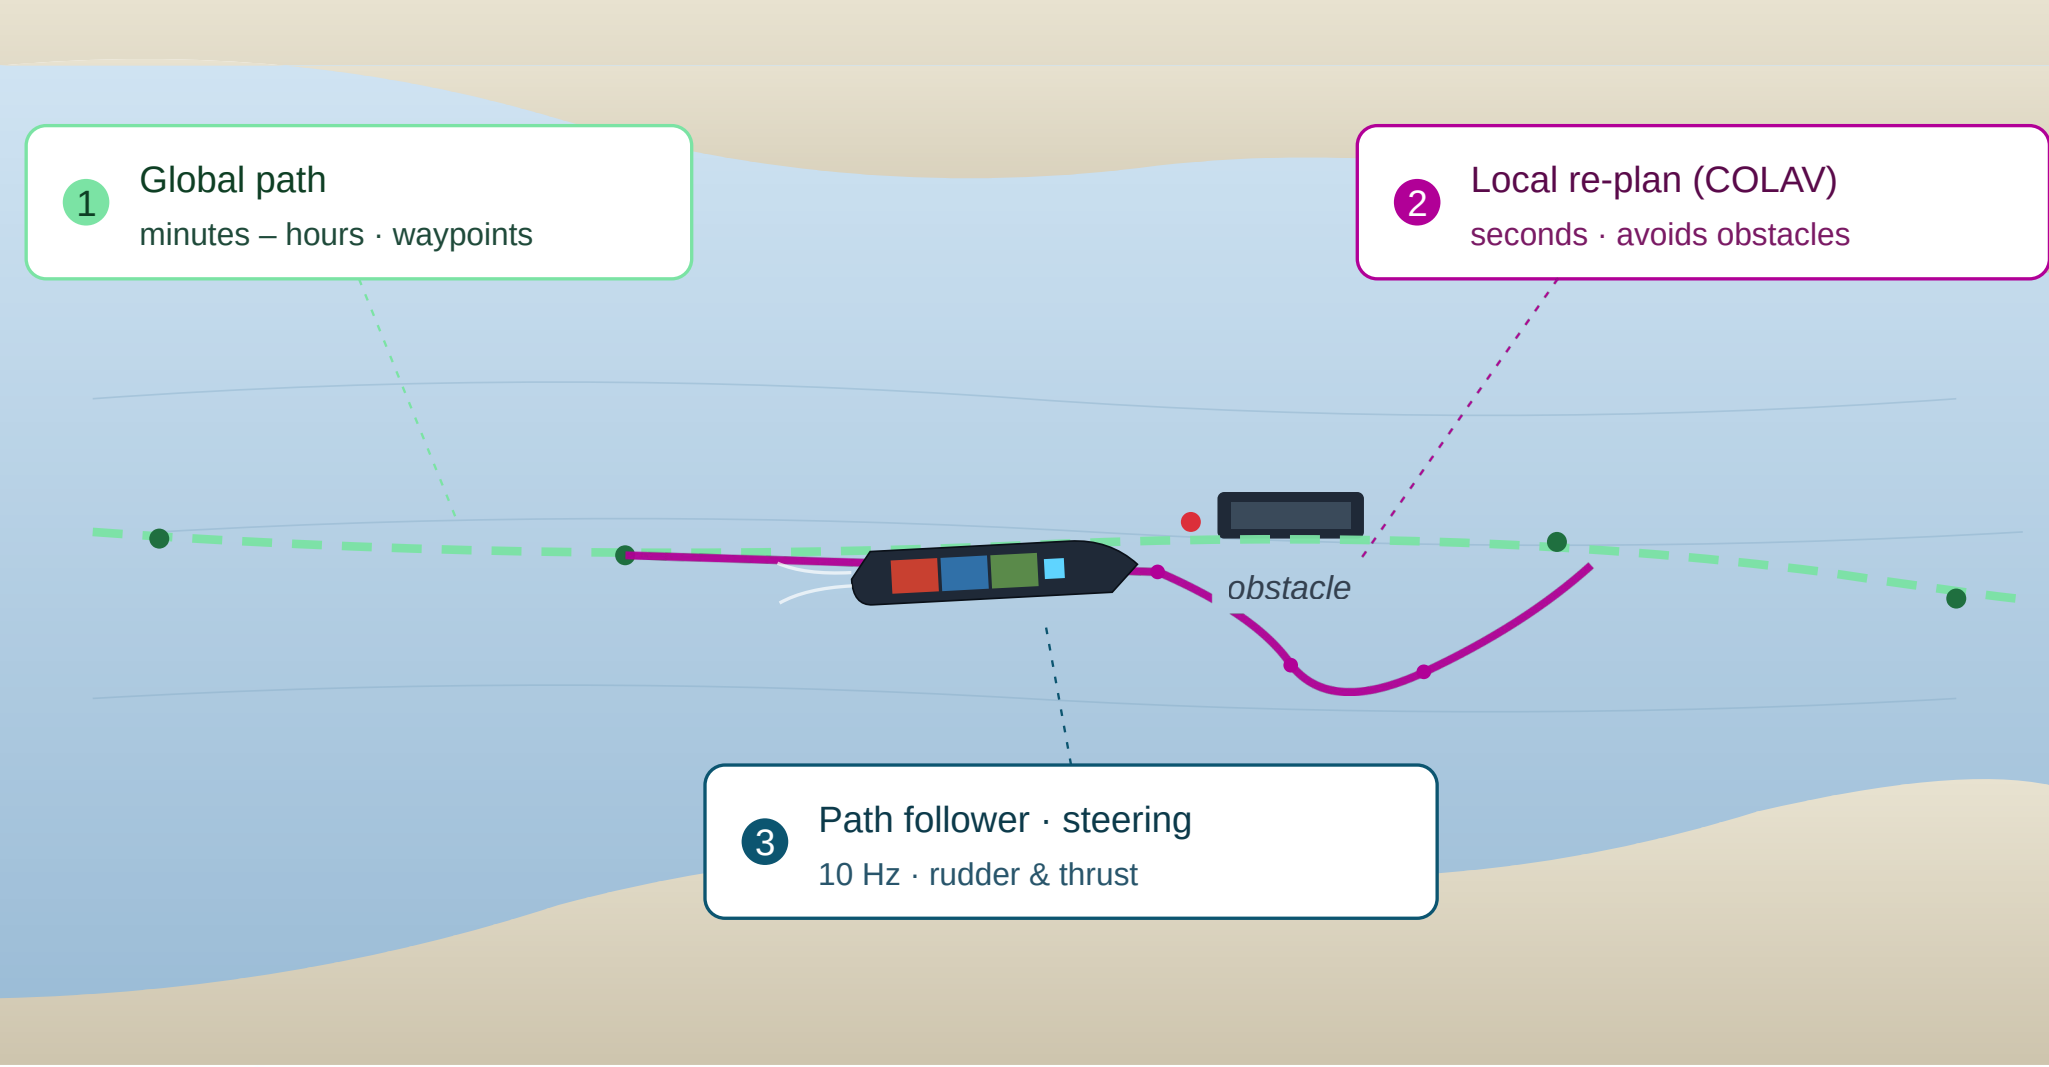 1
Global path
minutes – hours · waypoints
2
Local re-plan (COLAV)
seconds · avoids obstacles
obstacle
3
Path follower · steering
10 Hz · rudder & thrust